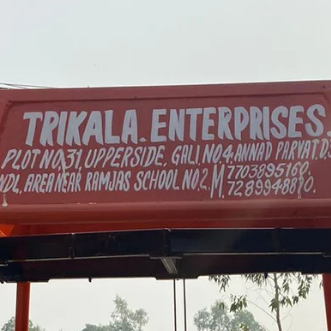 TRIKALA. ENTERPRISES.
PLOT NO.31, UPPERSIDE, GALI. NO.4. ANNAD PARVAT. D
NDL. AREA NEAR RAMJAS SCHOOL NO.2. M. 7703895160.
7289948870.